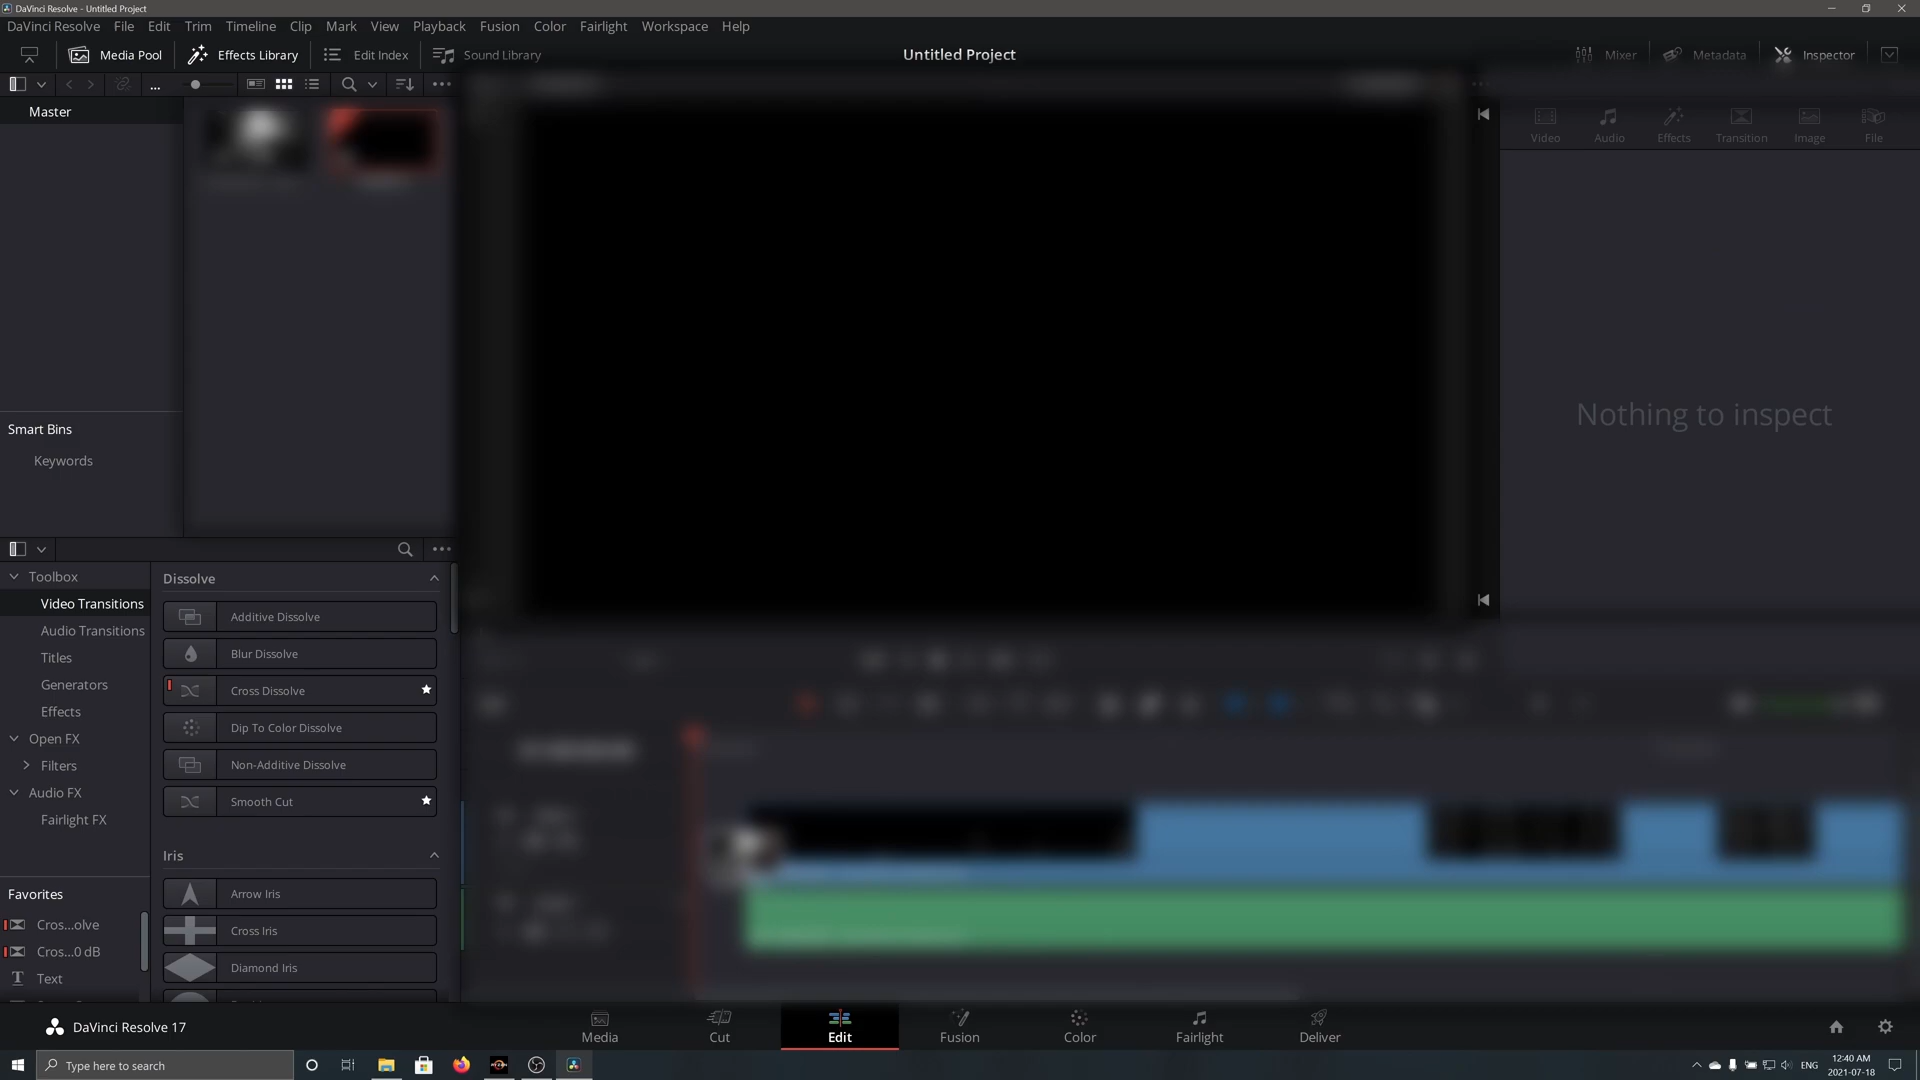 DaVinci Resolve - Untitled Project
DaVinci Resolve File Edit Trim Timeline Clip Mark View Playback Fusion Color Fairlight Workspace Help
Media Pool Effects Library Edit Index Sound Library Untitled Project Mixer Metadata Inspector
...
Master
Video Audio Effects Transition Image File
Nothing to inspect
Smart Bins
Keywords
Toolbox
Video Transitions
Audio Transitions
Titles
Generators
Effects
Open FX
Filters
Audio FX
Fairlight FX
Dissolve
Additive Dissolve
Blur Dissolve
Cross Dissolve
Dip To Color Dissolve
Non-Additive Dissolve
Smooth Cut
Iris
Arrow Iris
Cross Iris
Diamond Iris
Favorites
Cros...olve
Cros...0 dB
Text
DaVinci Resolve 17
Media Cut Edit Fusion Color Fairlight Deliver
Type here to search
ENG
12:40 AM
2021-07-18